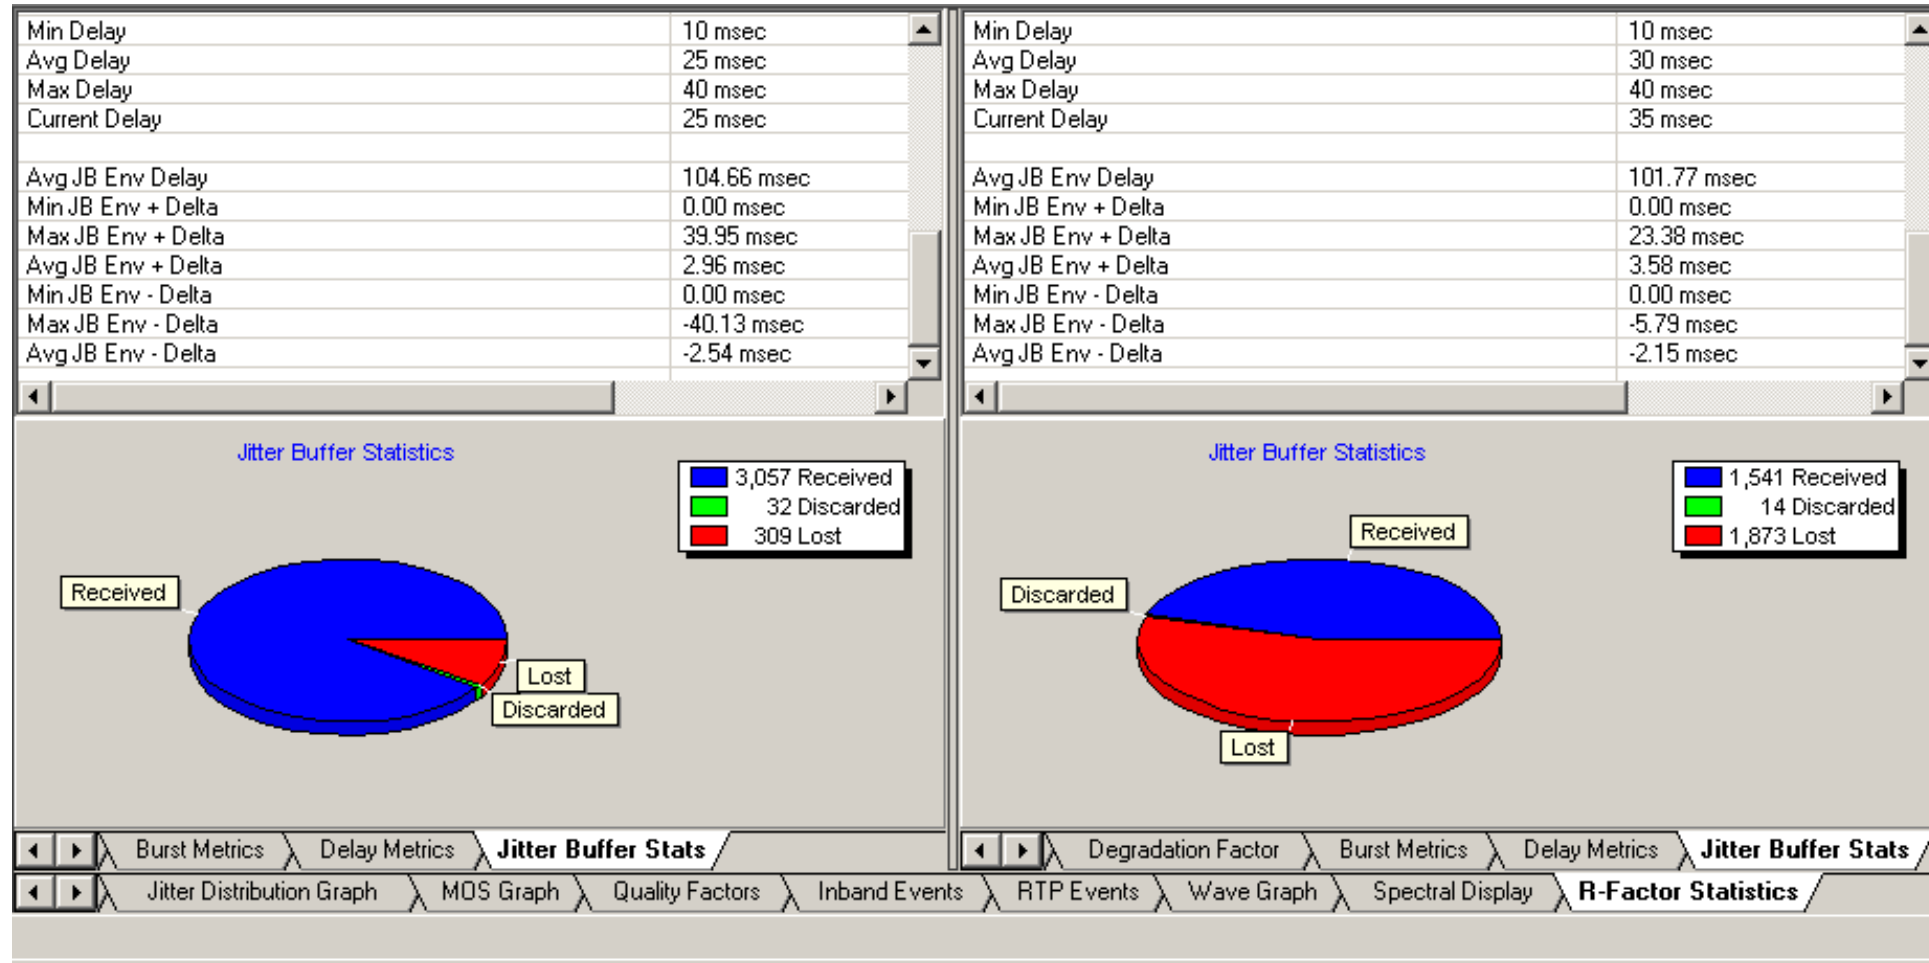 Min Delay 10 msec
Avg Delay 25 msec
Max Delay 40 msec
Current Delay 25 msec
Avg JB Env Delay 104.66 msec
Min JB Env + Delta 0.00 msec
Max JB Env + Delta 39.95 msec
Avg JB Env + Delta 2.96 msec
Min JB Env - Delta 0.00 msec
Max JB Env - Delta -40.13 msec
Avg JB Env - Delta -2.54 msec
Jitter Buffer Statistics
3,057 Received
32 Discarded
309 Lost
Received
Lost
Discarded
Burst Metrics Delay Metrics Jitter Buffer Stats
Min Delay 10 msec
Avg Delay 30 msec
Max Delay 40 msec
Current Delay 35 msec
Avg JB Env Delay 101.77 msec
Min JB Env + Delta 0.00 msec
Max JB Env + Delta 23.38 msec
Avg JB Env + Delta 3.58 msec
Min JB Env - Delta 0.00 msec
Max JB Env - Delta -5.79 msec
Avg JB Env - Delta -2.15 msec
Jitter Buffer Statistics
1,541 Received
14 Discarded
1,873 Lost
Received
Discarded
Lost
Degradation Factor Burst Metrics Delay Metrics Jitter Buffer Stats
Jitter Distribution Graph MOS Graph Quality Factors Inband Events RTP Events Wave Graph Spectral Display R-Factor Statistics